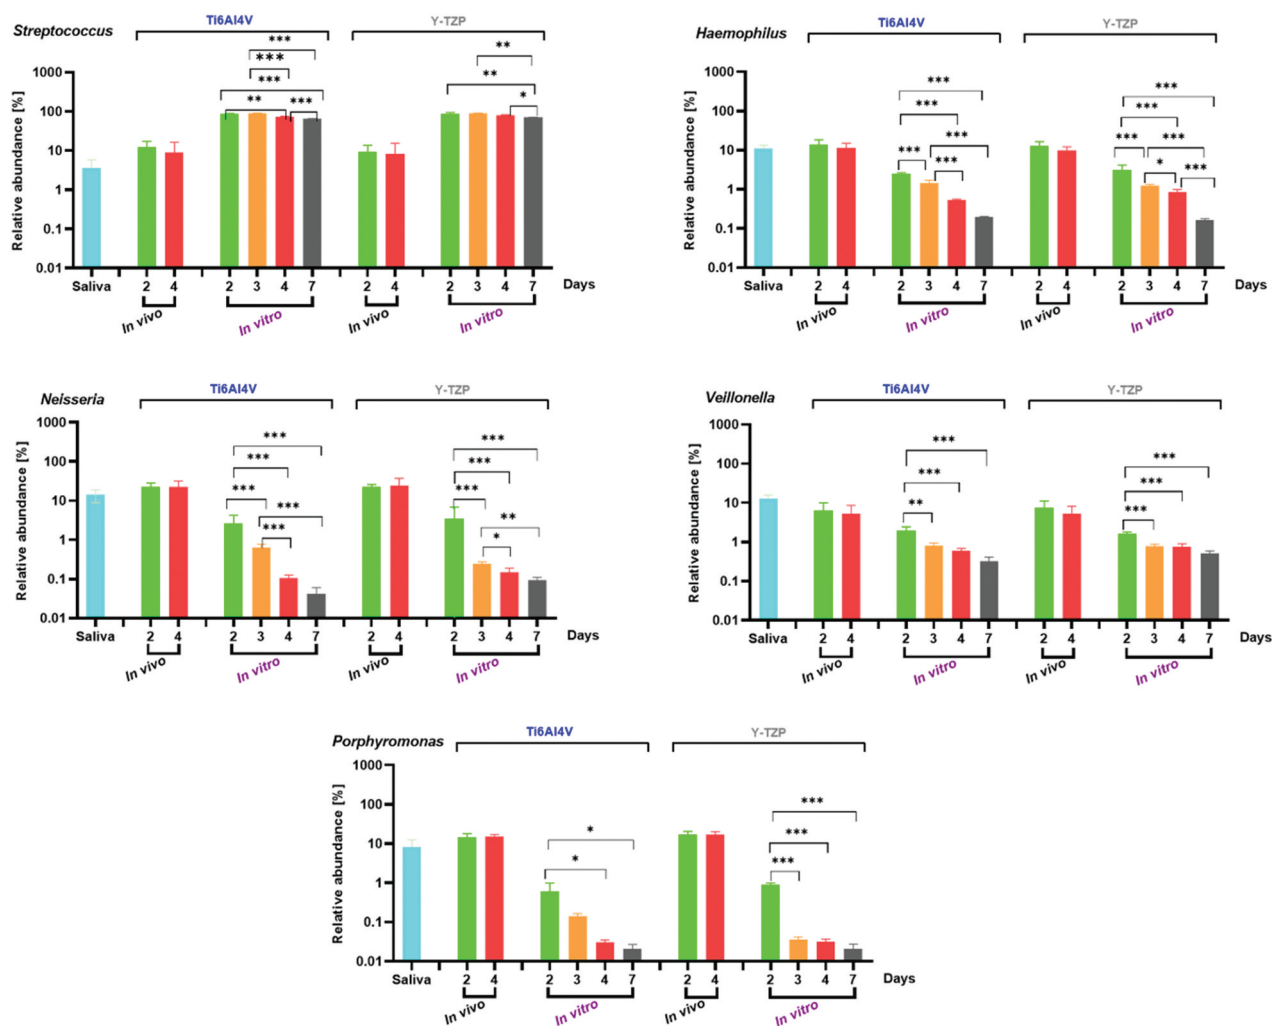 Streptococcus
Ti6Al4V
Y-TZP
***
***
***
**
***
**
**
*
Relative abundance [%]
1000
100
10
1
0.1
0.01
Saliva
2 4 2 3 4 7 2 4 2 3 4 7
Days
In vivo
In vitro
In vivo
In vitro
Haemophilus
Ti6Al4V
Y-TZP
***
***
***
***
***
***
***
***
***
*
***
Relative abundance [%]
1000
100
10
1
0.1
0.01
Saliva
2 4 2 3 4 7 2 4 2 3 4 7
Days
In vivo
In vitro
In vivo
In vitro
Neisseria
Ti6Al4V
Y-TZP
***
***
***
***
***
***
***
***
**
*
Relative abundance [%]
1000
100
10
1
0.1
0.01
Saliva
2 4 2 3 4 7 2 4 2 3 4 7
Days
In vivo
In vitro
In vivo
In vitro
Veillonella
Ti6Al4V
Y-TZP
***
***
**
***
***
***
Relative abundance [%]
1000
100
10
1
0.1
0.01
Saliva
2 4 2 3 4 7 2 4 2 3 4 7
Days
In vivo
In vitro
In vivo
In vitro
Porphyromonas
Ti6Al4V
Y-TZP
*
*
***
***
***
Relative abundance [%]
1000
100
10
1
0.1
0.01
Saliva
2 4 2 3 4 7 2 4 2 3 4 7
Days
In vivo
In vitro
In vivo
In vitro